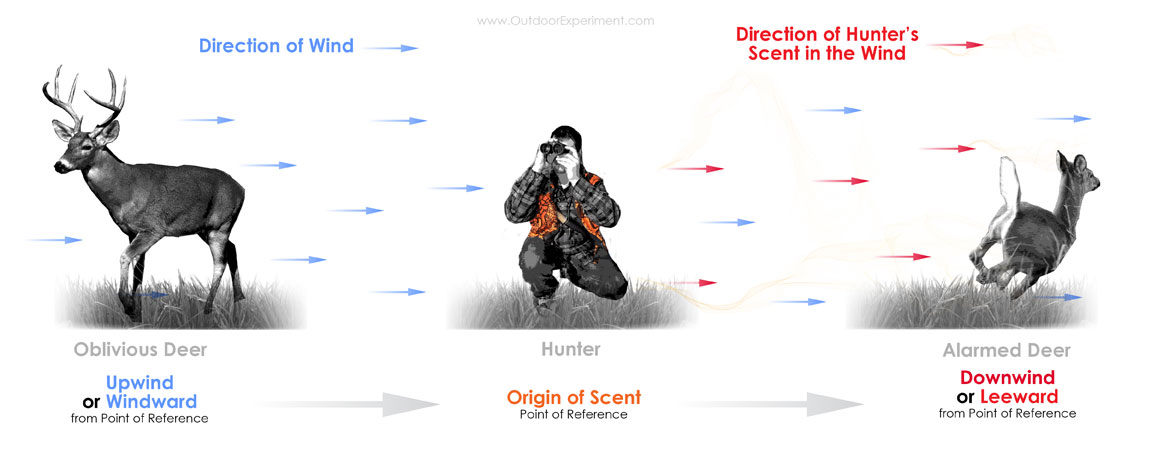 www.OutdoorExperiment.com
Direction of Wind
Direction of Hunter's
Scent in the Wind
Oblivious Deer
Hunter
Alarmed Deer
Upwind
or Windward
from Point of Reference
Origin of Scent
Point of Reference
Downwind
or Leeward
from Point of Reference